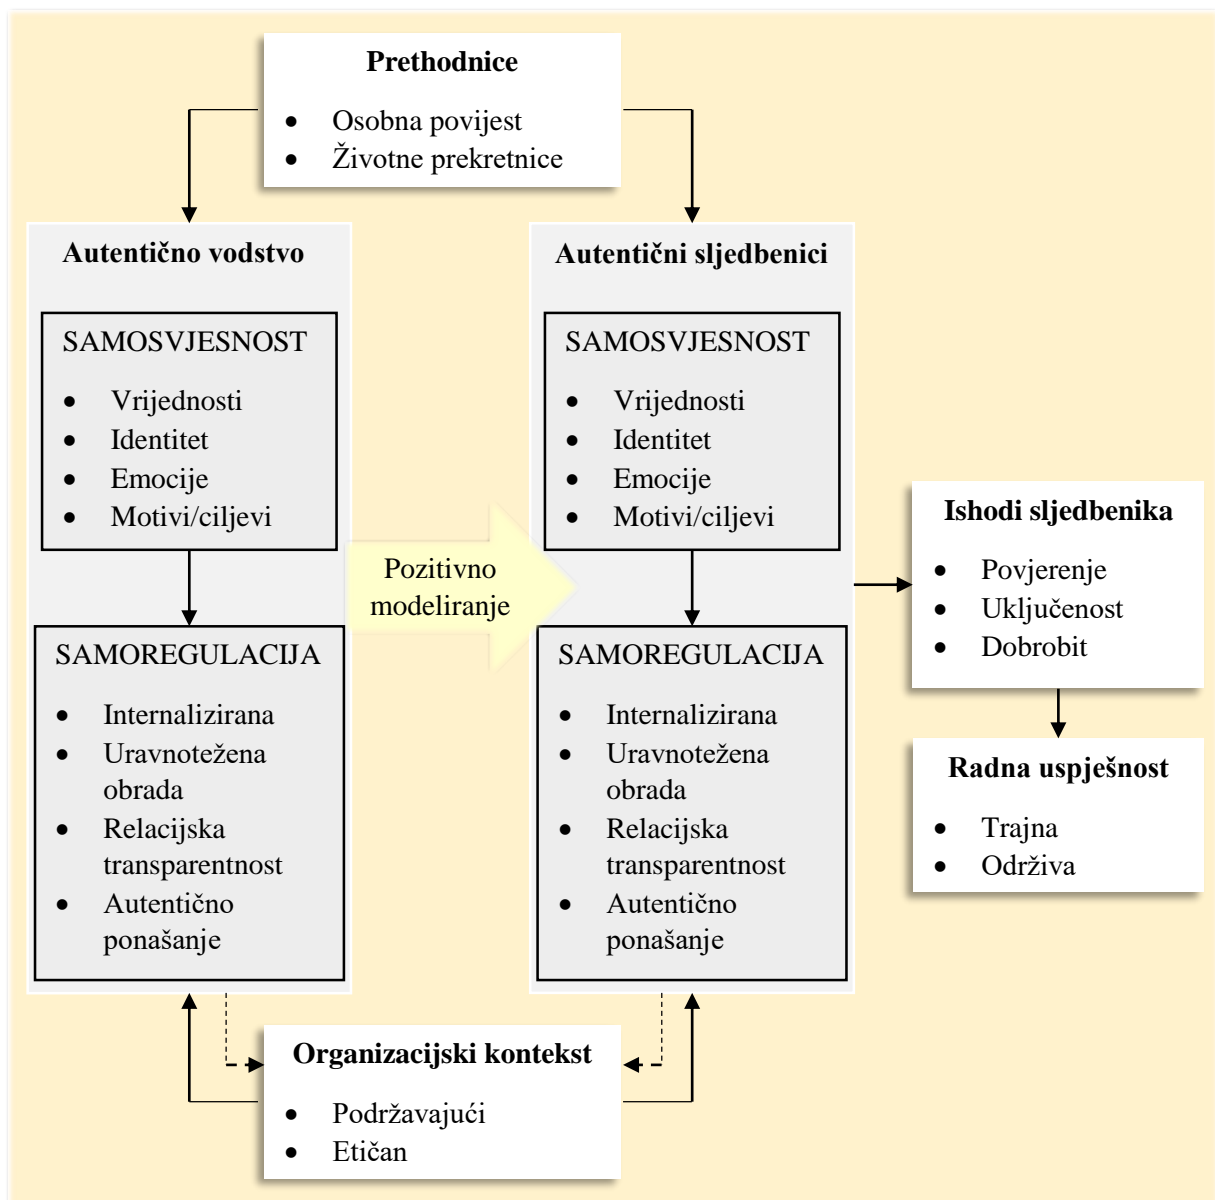 Prethodnice
• Osobna povijest
• Životne prekretnice
Autentično vodstvo
SAMOSVJESNOST
• Vrijednosti
• Identitet
• Emocije
• Motivi/ciljevi
SAMOREGULACIJA
• Internalizirana
• Uravnotežena
obrada
• Relacijska
transparentnost
• Autentično
ponašanje
Pozitivno
modeliranje
Autentični sljedbenici
SAMOSVJESNOST
• Vrijednosti
• Identitet
• Emocije
• Motivi/ciljevi
SAMOREGULACIJA
• Internalizirana
• Uravnotežena
obrada
• Relacijska
transparentnost
• Autentično
ponašanje
Ishodi sljedbenika
• Povjerenje
• Uključenost
• Dobrobit
Radna uspješnost
• Trajna
• Održiva
Organizacijski kontekst
• Podržavajući
• Etičan